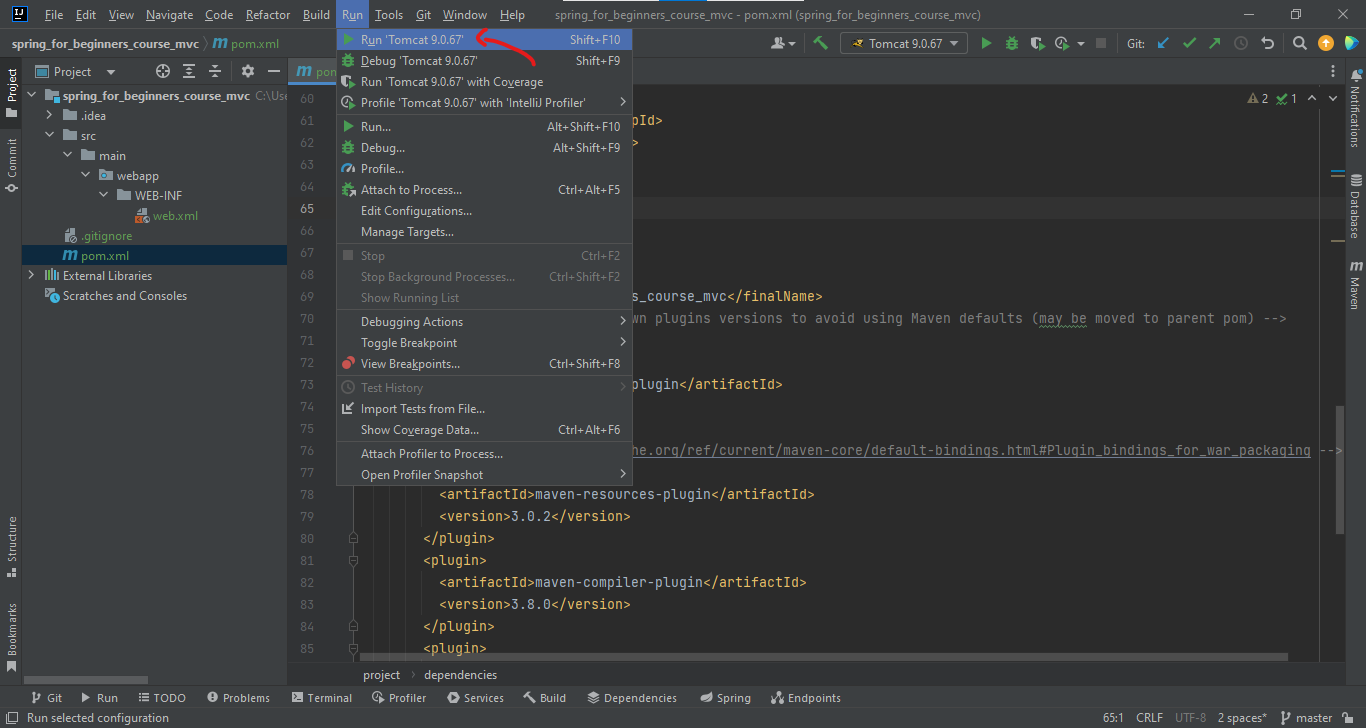 IJ File Edit View Navigate Code Refactor Build Run Tools Git Window Help spring_for_beginners_course_mvc - pom.xml (spring_for_beginners_course_mvc)
spring_for_beginners_course_mvc m pom.xml Tomcat 9.0.67 Git:
Project
m pon
spring_for_beginners_course_mvc C:\Use
.idea
src
main
webapp
WEB-INF
web.xml
.gitignore
m pom.xml
External Libraries
Scratches and Consoles
Run 'Tomcat 9.0.67' Shift+F10
Debug 'Tomcat 9.0.67' Shift+F9
Run 'Tomcat 9.0.67' with Coverage
Profile 'Tomcat 9.0.67' with 'IntelliJ Profiler'
Run... Alt+Shift+F10
Debug... Alt+Shift+F9
Profile...
Attach to Process... Ctrl+Alt+F5
Edit Configurations...
Manage Targets...
Stop Ctrl+F2
Stop Background Processes... Ctrl+Shift+F2
Show Running List
Debugging Actions
Toggle Breakpoint
View Breakpoints... Ctrl+Shift+F8
Test History
Import Tests from File...
Show Coverage Data... Ctrl+Alt+F6
Attach Profiler to Process...
Open Profiler Snapshot
2 1
60
61 pId>
62 >
63
64
65
66
67
68
69 s_course_mvc</finalName>
70 wn plugins versions to avoid using Maven defaults (may be moved to parent pom) -->
71
72
73 plugin</artifactId>
74
75
76 he.org/ref/current/maven-core/default-bindings.html#Plugin_bindings_for_war_packaging -->
77
78 <artifactId>maven-resources-plugin</artifactId>
79 <version>3.0.2</version>
80 </plugin>
81 <plugin>
82 <artifactId>maven-compiler-plugin</artifactId>
83 <version>3.8.0</version>
84 </plugin>
85 <plugin>
project dependencies
Project
Commit
Structure
Bookmarks
Notifications
Database
m Maven
Git Run TODO Problems Terminal Profiler Services Build Dependencies Spring Endpoints
Run selected configuration 65:1 CRLF UTF-8 2 spaces* master